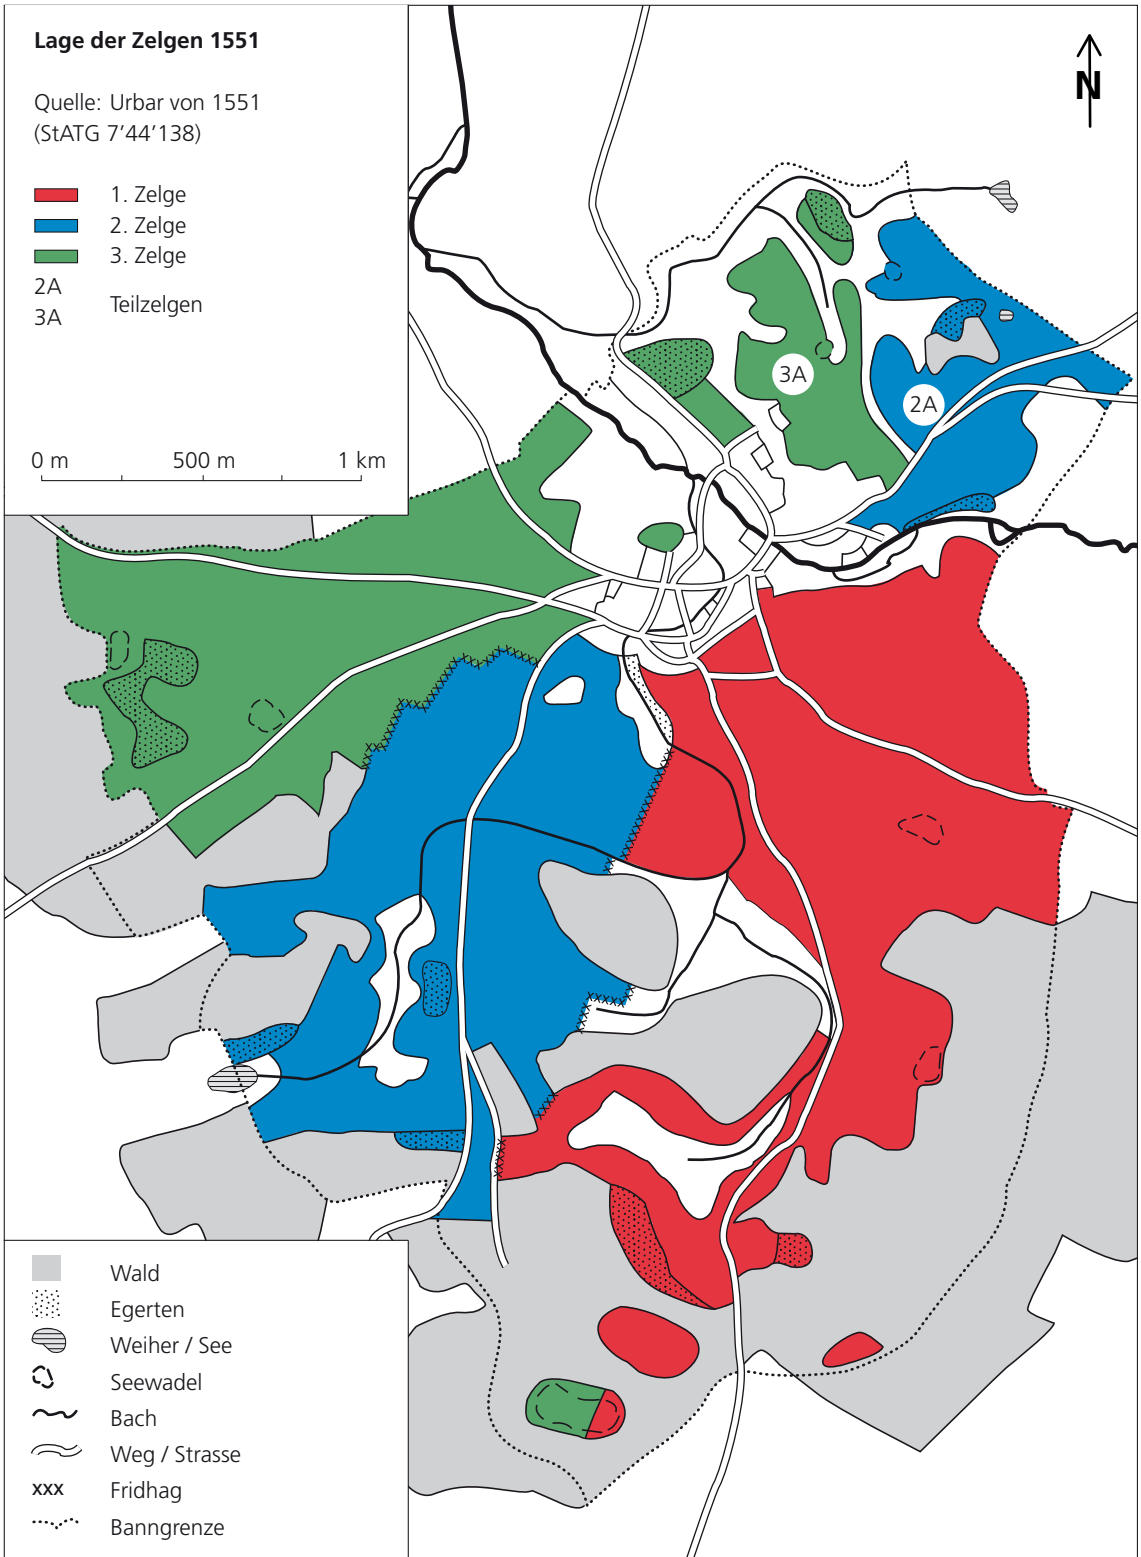 Lage der Zelgen 1551
Quelle: Urbar von 1551
(StATG 7’44’138)
1. Zelge
2. Zelge
3. Zelge
2A
3A
Teilzelgen
0 m 500 m 1 km
N
3A
2A
Wald
Egerten
Weiher / See
Seewadel
Bach
Weg / Strasse
xxx Fridhag
Banngrenze